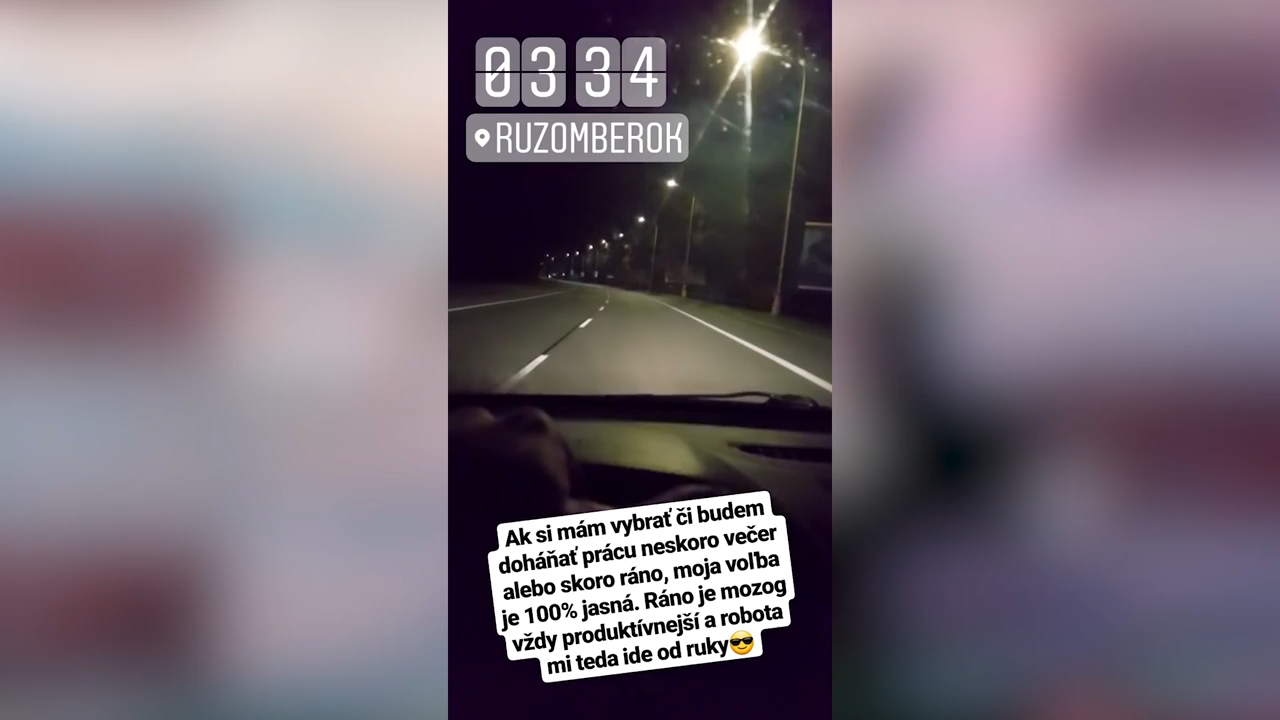 03 34
RUZOMBEROK
Ak si mám vybrať či budem
doháňať prácu neskoro večer
alebo skoro ráno, moja voľba
je 100% jasná. Ráno je mozog
vždy produktívnejší a robota
mi teda ide od ruky😎